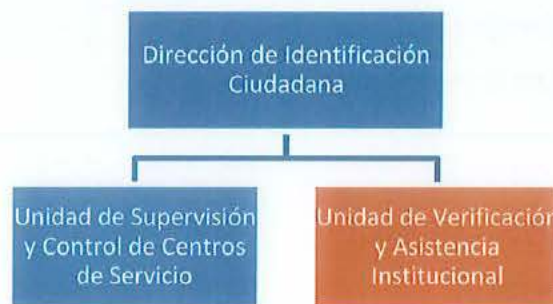 Dirección de Identificación
Ciudadana
Unidad de Supervisión
y Control de Centros
de Servicio
Unidad de Verificación
y Asistencia
Institucional